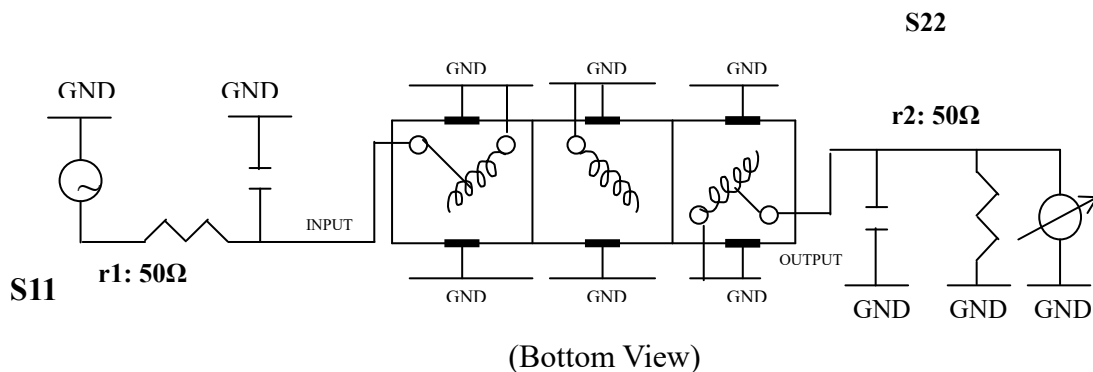 S22
GND
GND
GND
GND
GND
r2: 50Ω
INPUT
r1: 50Ω
S11
OUTPUT
GND
GND
GND
GND
GND
GND
(Bottom View)